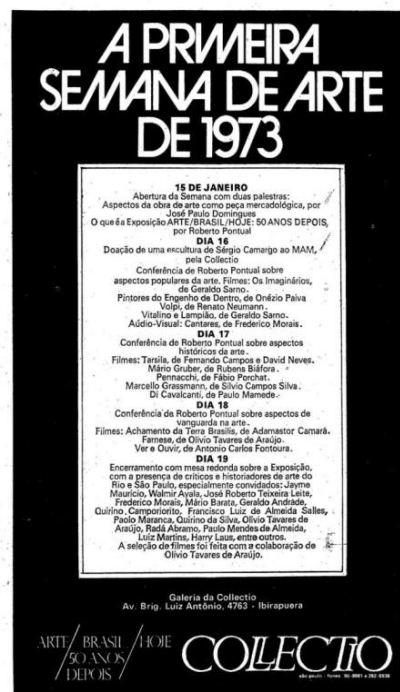 A PRIMEIRA
SEMANA DE ARTE
DE 1973
15 DE JANEIRO
Abertura da Semana com duas palestras:
Aspectos da obra de arte como peça mercadológica, por
José Paulo Domingues
O que é a Exposição ARTE/BRASIL/HOJE: 50 ANOS DEPOIS,
por Roberto Pontual
DIA 16
Doação de uma escultura de Sérgio Camargo ao MAM,
pela Collectio
Conferência de Roberto Pontual sobre
aspectos populares da arte. Filmes: Os Imaginários,
de Geraldo Sarno.
Pintores do Engenho de Dentro, de Onézio Paiva
Volpi, de Renato Neumann.
Vitalino e Lampião, de Geraldo Sarno.
Aúdio-Visual: Cantares, de Frederico Morais.
DIA 17
Conferência de Roberto Pontual sobre aspectos
históricos da arte.
Filmes: Tarsila, de Fernando Campos e David Neves.
Mário Gruber, de Rubens Biáfora.
Pennacchi, de Fábio Porchat.
Marcello Grassmann, de Silvio Campos Silva.
Di Cavalcanti, de Paulo Mamede.
DIA 18
Conferência de Roberto Pontual sobre aspectos de
vanguarda na arte.
Filmes: Achamento da Terra Brasilis, de Adamastor Camará.
Farnese, de Olívio Tavares de Araújo.
Ver e Ouvir, de Antonio Carlos Fontoura.
DIA 19
Encerramento com mesa redonda sobre a Exposição,
com a presença de críticos e historiadores de arte do
Rio e São Paulo, especialmente convidados: Jayme
Maurício, Walmir Ayala, José Roberto Teixeira Leite,
Frederico Morais, Mário Barata, Geraldo Andrade,
Quirino Campofiorito, Francisco Luiz de Almeida Salles,
Paolo Maranca, Quirino da Silva, Olívio Tavares de
Araújo, Radá Abramo, Paulo Mendes de Almeida,
Luiz Martins, Harry Laus, entre outros.
A seleção de filmes foi feita com a colaboração de
Olívio Tavares de Araújo.
Galeria da Collectio
Av. Brig. Luiz Antônio, 4763 - Ibirapuera
ARTE/BRASIL/HOJE
50 ANOS
DEPOIS
COLLECTIO
são paulo - fones